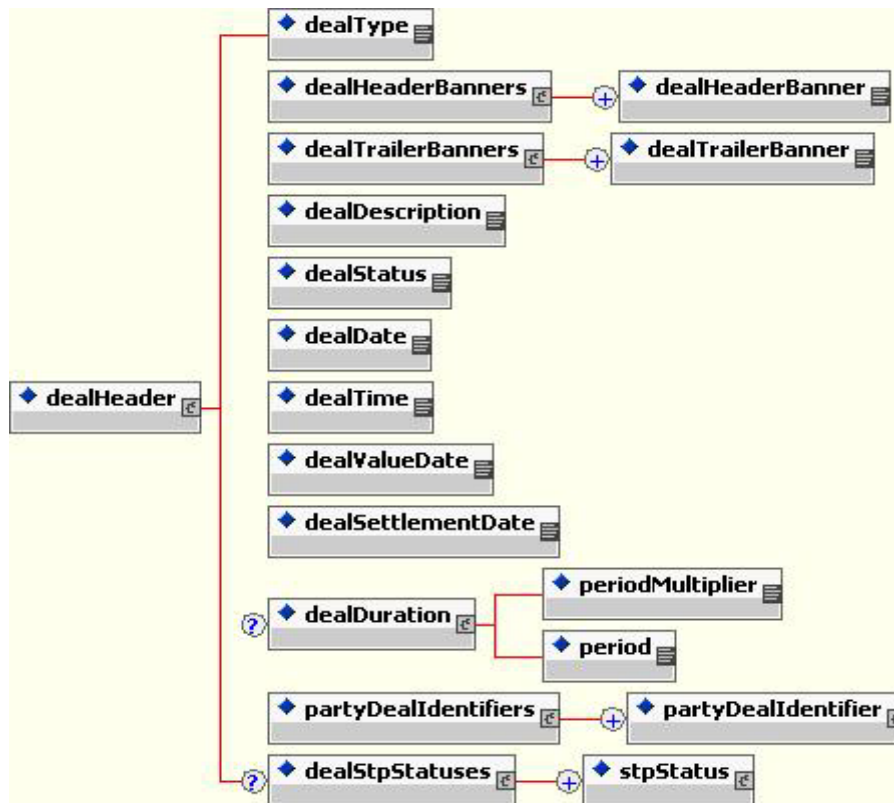 dealType
dealHeaderBanners
dealHeaderBanner
dealTrailerBanners
dealTrailerBanner
dealDescription
dealStatus
dealDate
dealHeader
dealTime
dealValueDate
dealSettlementDate
periodMultiplier
? dealDuration
period
partyDealIdentifiers
partyDealIdentifier
? dealStpStatuses
stpStatus